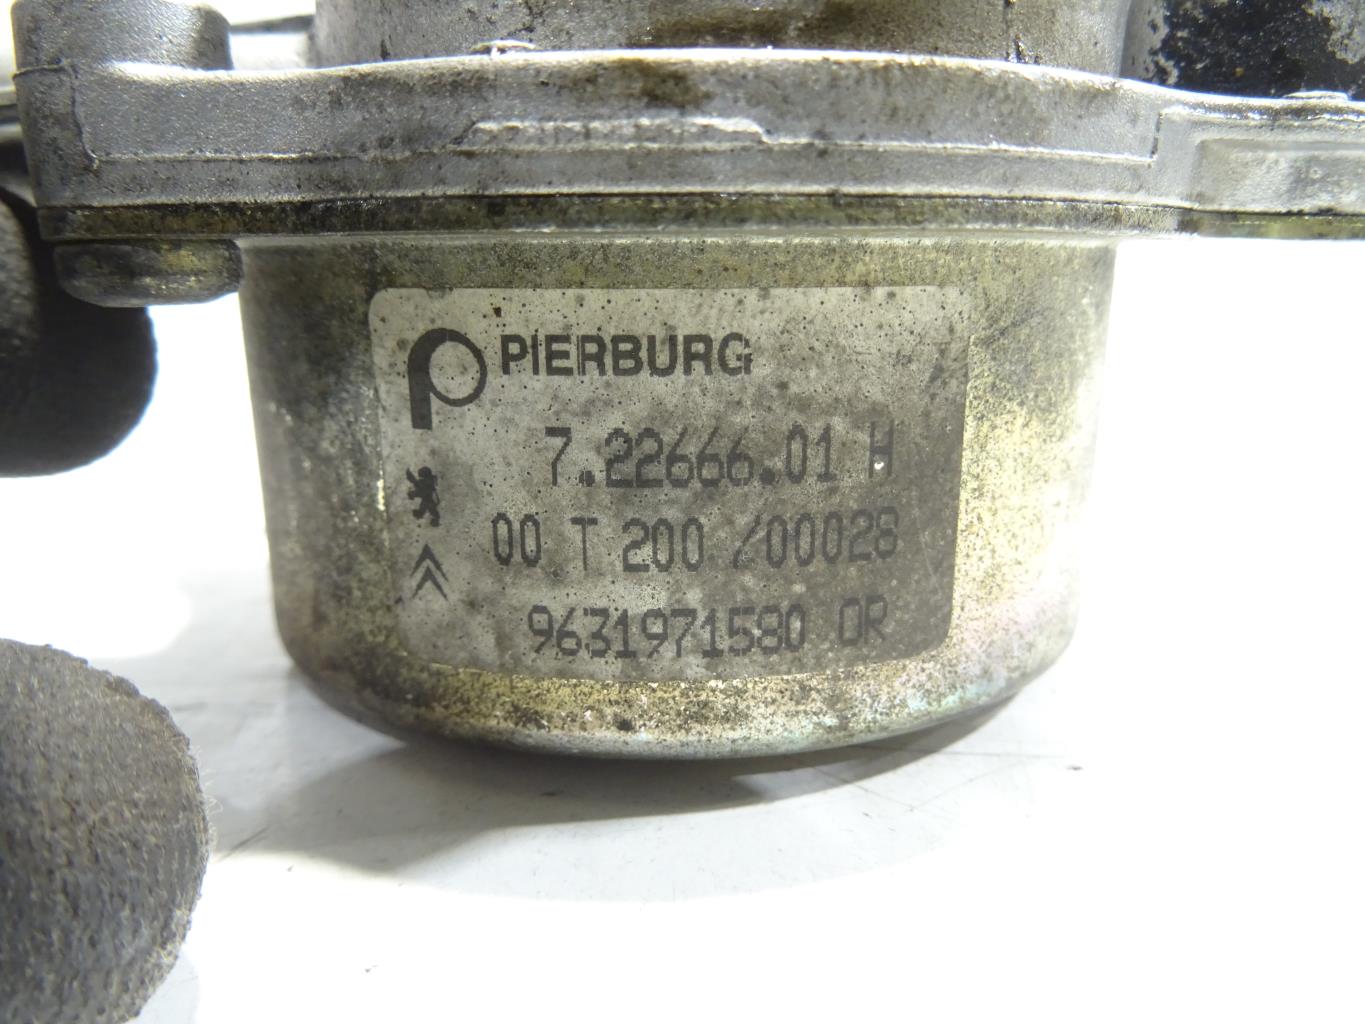 PIERBURG
7.22666.01 H
00 T 200 /00028
9631971580 OR